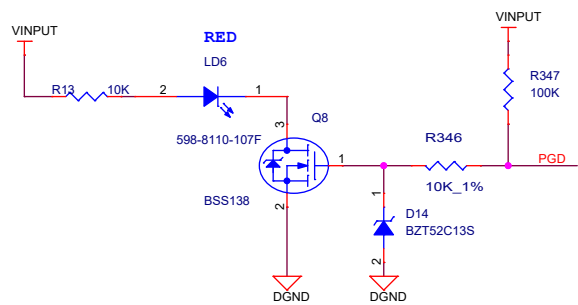 VINPUT
VINPUT
RED
LD6
R13
10K
2
1
R347
100K
598-8110-107F
3
Q8
R346
1
PGD
10K_1%
BSS138
2
1
D14
BZT52C13S
2
DGND
DGND